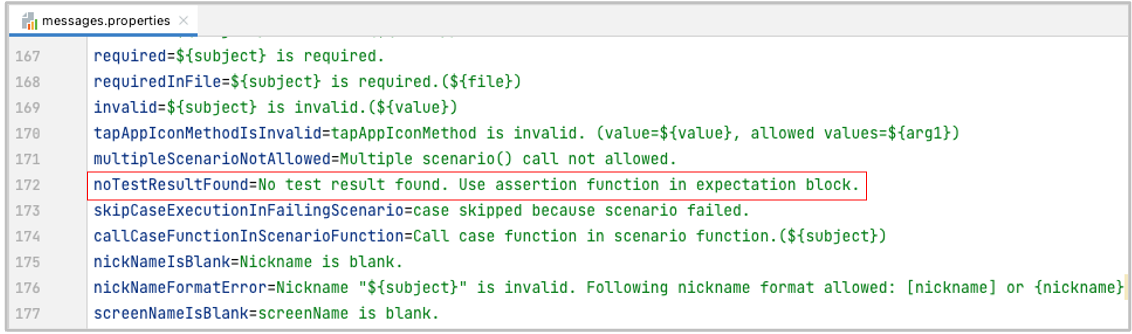 messages.properties
167 required=${subject} is required.
168 requiredInFile=${subject} is required.(${file})
169 invalid=${subject} is invalid.(${value})
170 tapAppIconMethodIsInvalid=tapAppIconMethod is invalid. (value=${value}, allowed values=${arg1})
171 multipleScenarioNotAllowed=Multiple scenario() call not allowed.
172 noTestResultFound=No test result found. Use assertion function in expectation block.
173 skipCaseExecutionInFailingScenario=case skipped because scenario failed.
174 callCaseFunctionInScenarioFunction=Call case function in scenario function.(${subject})
175 nickNameIsBlank=Nickname is blank.
176 nickNameFormatError=Nickname "${subject}" is invalid. Following nickname format allowed: [nickname] or {nickname}
177 screenNameIsBlank=screenName is blank.